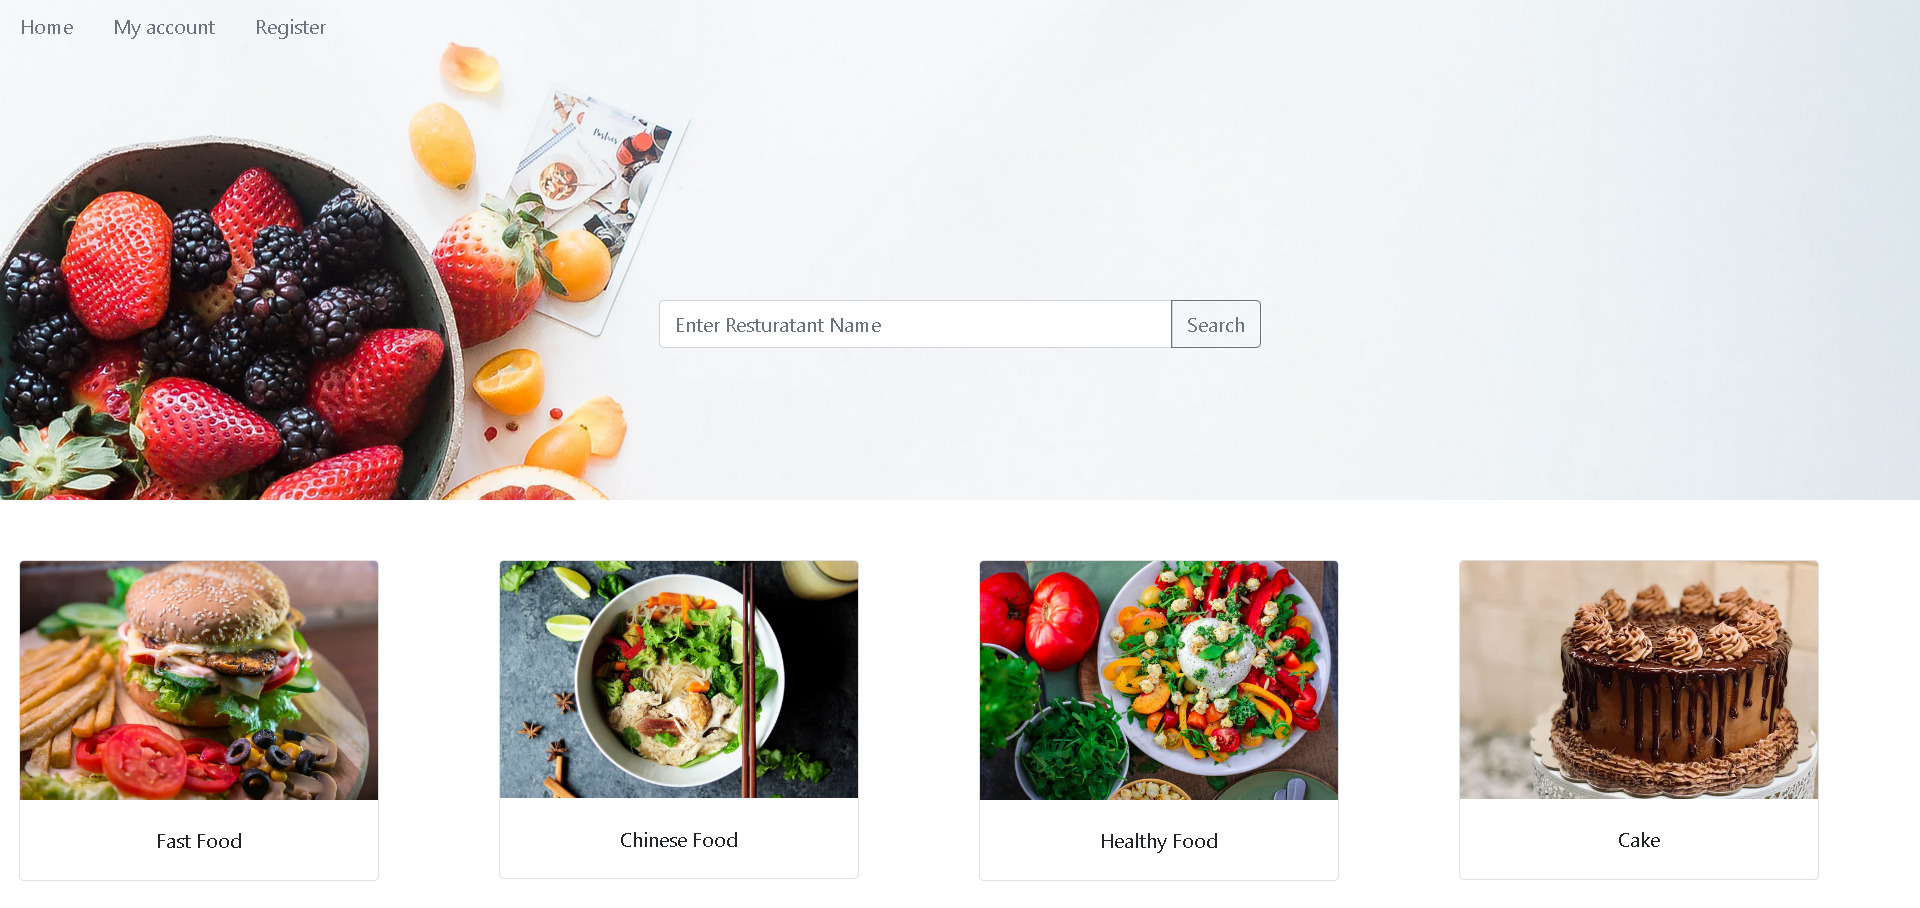 Home My account Register
Enter Resturatant Name Search
Fast Food
Chinese Food
Healthy Food
Cake